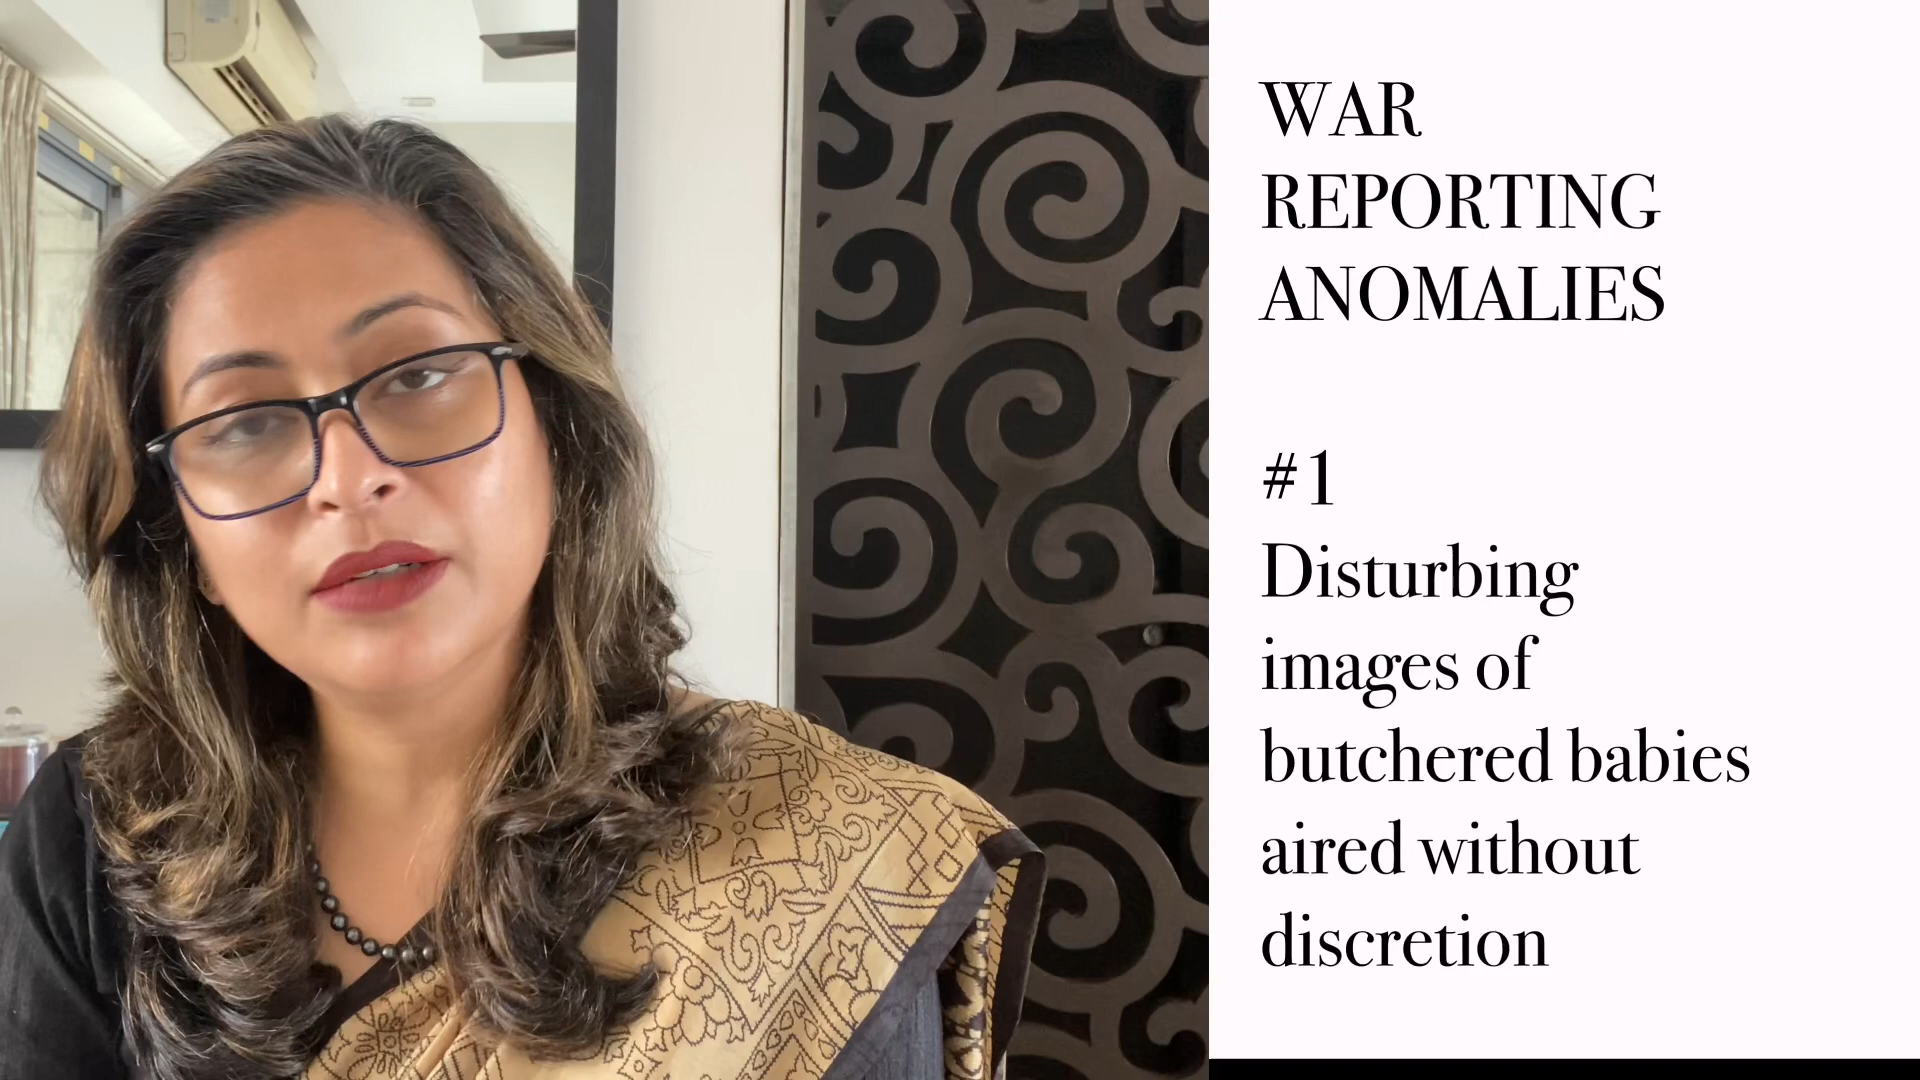 WAR
REPORTING
ANOMALIES
#1
Disturbing
images of
butchered babies
aired without
discretion